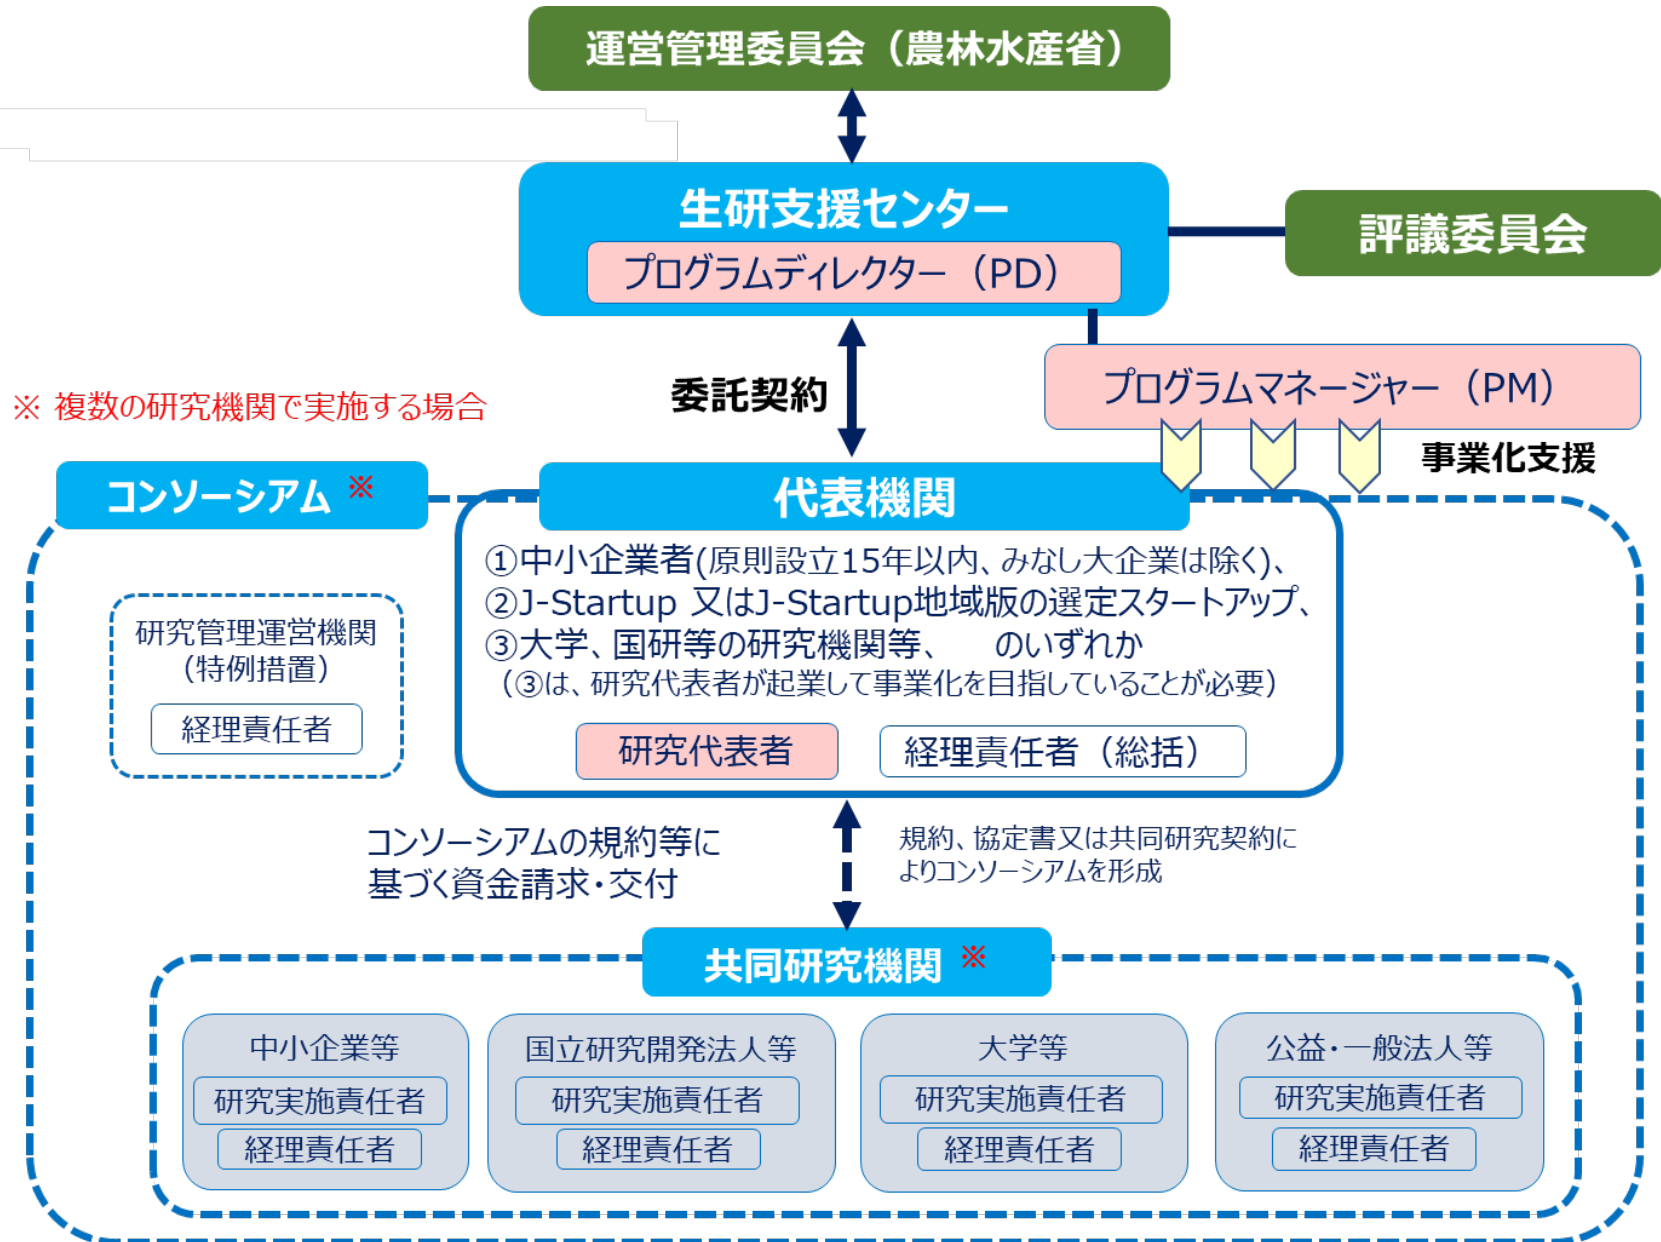 運営管理委員会（農林水産省）
生研支援センター
プログラムディレクター（PD）
評議委員会
委託契約
プログラムマネージャー（PM）
事業化支援
※ 複数の研究機関で実施する場合
コンソーシアム ※
代表機関
①中小企業者(原則設立15年以内、みなし大企業は除く)、
②J-Startup 又はJ-Startup地域版の選定スタートアップ、
③大学、国研等の研究機関等、 のいずれか
（③は、研究代表者が起業して事業化を目指していることが必要）
研究代表者
経理責任者（総括）
研究管理運営機関
（特例措置）
経理責任者
コンソーシアムの規約等に
基づく資金請求・交付
規約、協定書又は共同研究契約に
よりコンソーシアムを形成
共同研究機関 ※
中小企業等
研究実施責任者
経理責任者
国立研究開発法人等
研究実施責任者
経理責任者
大学等
研究実施責任者
経理責任者
公益・一般法人等
研究実施責任者
経理責任者